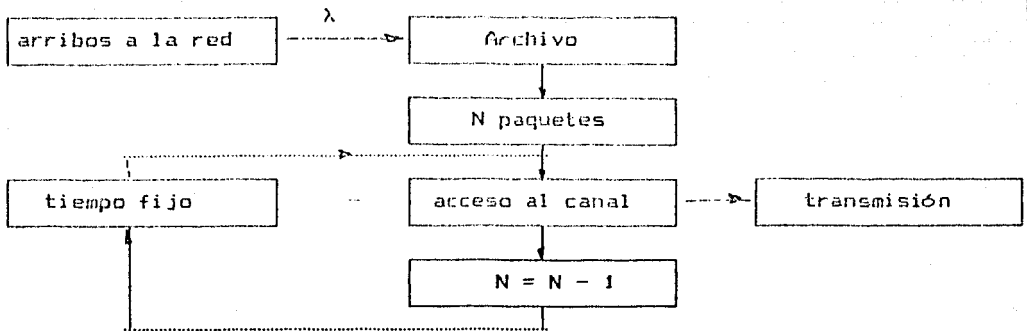 λ
arribos a la red
Archivo
N paquetes
tiempo fijo
acceso al canal
transmisión
N = N - 1